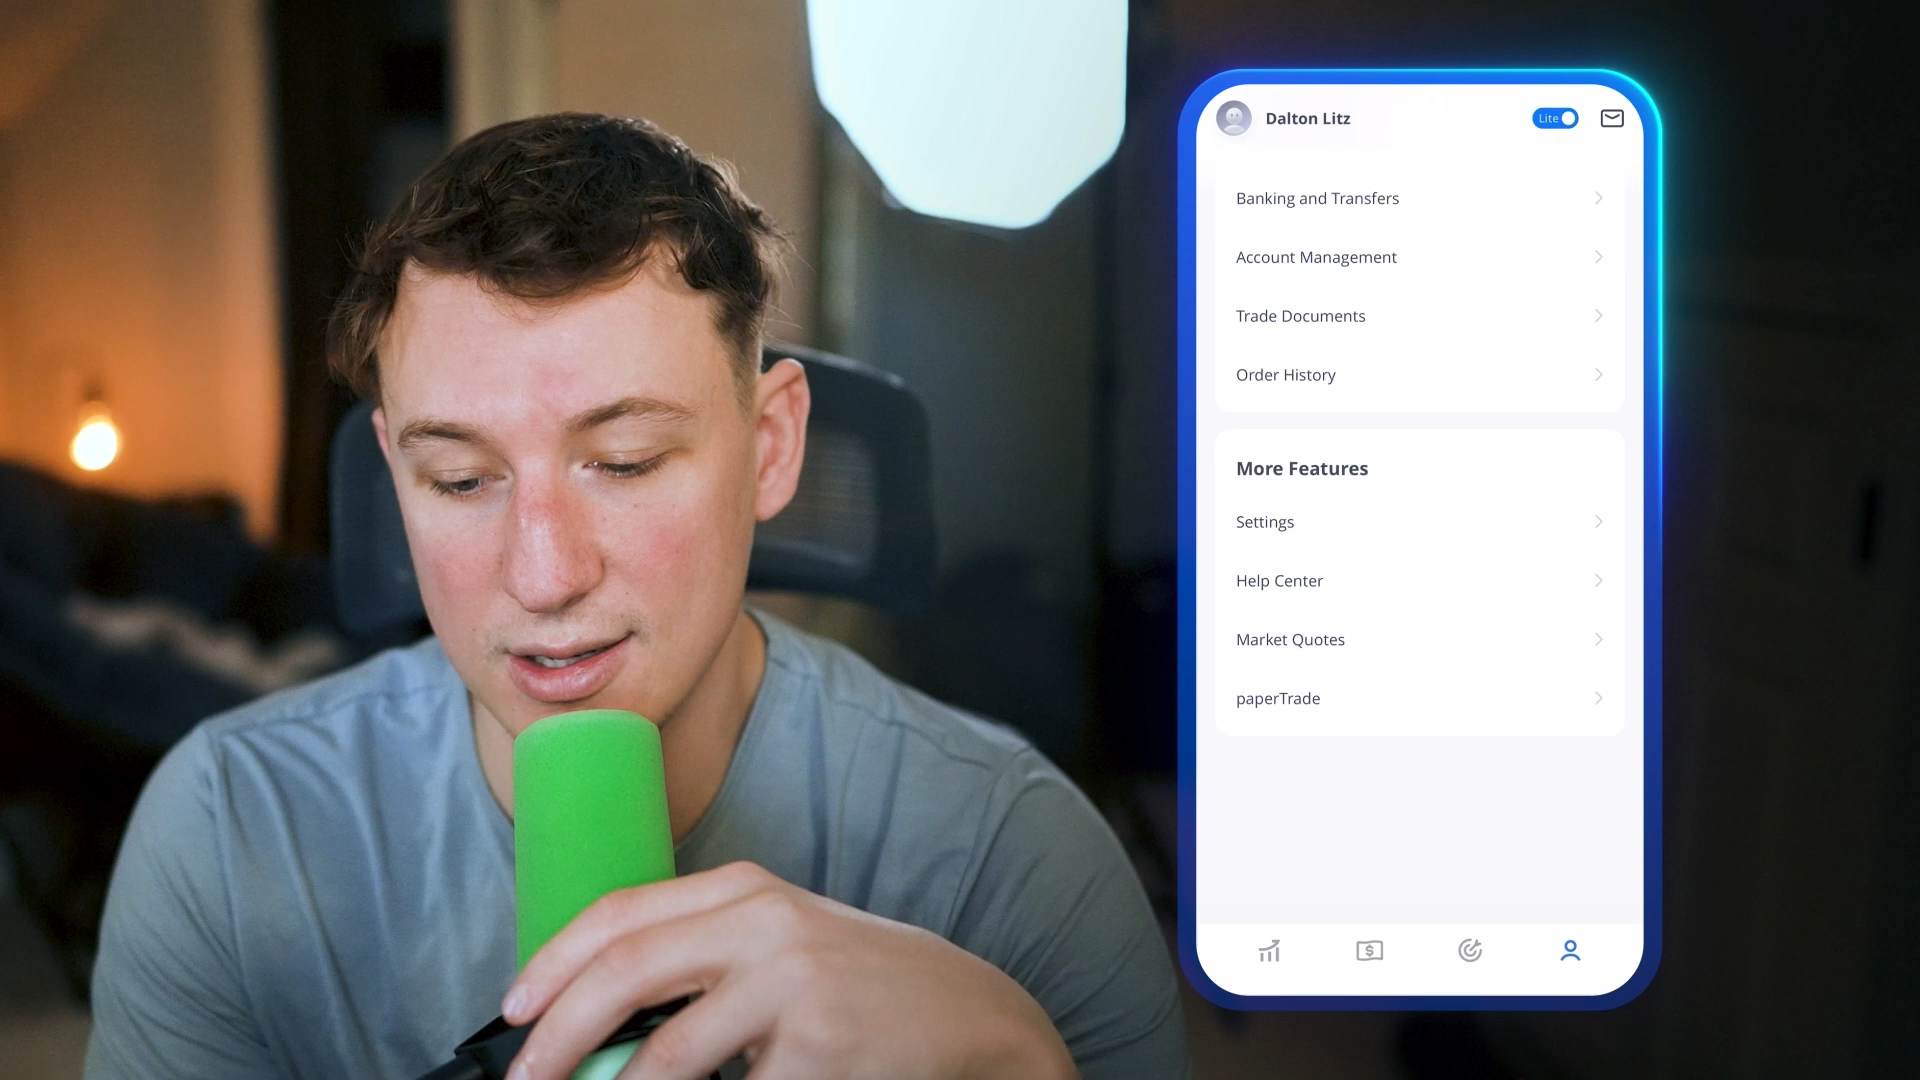 Dalton Litz
Lite
Banking and Transfers
Account Management
Trade Documents
Order History
More Features
Settings
Help Center
Market Quotes
paperTrade